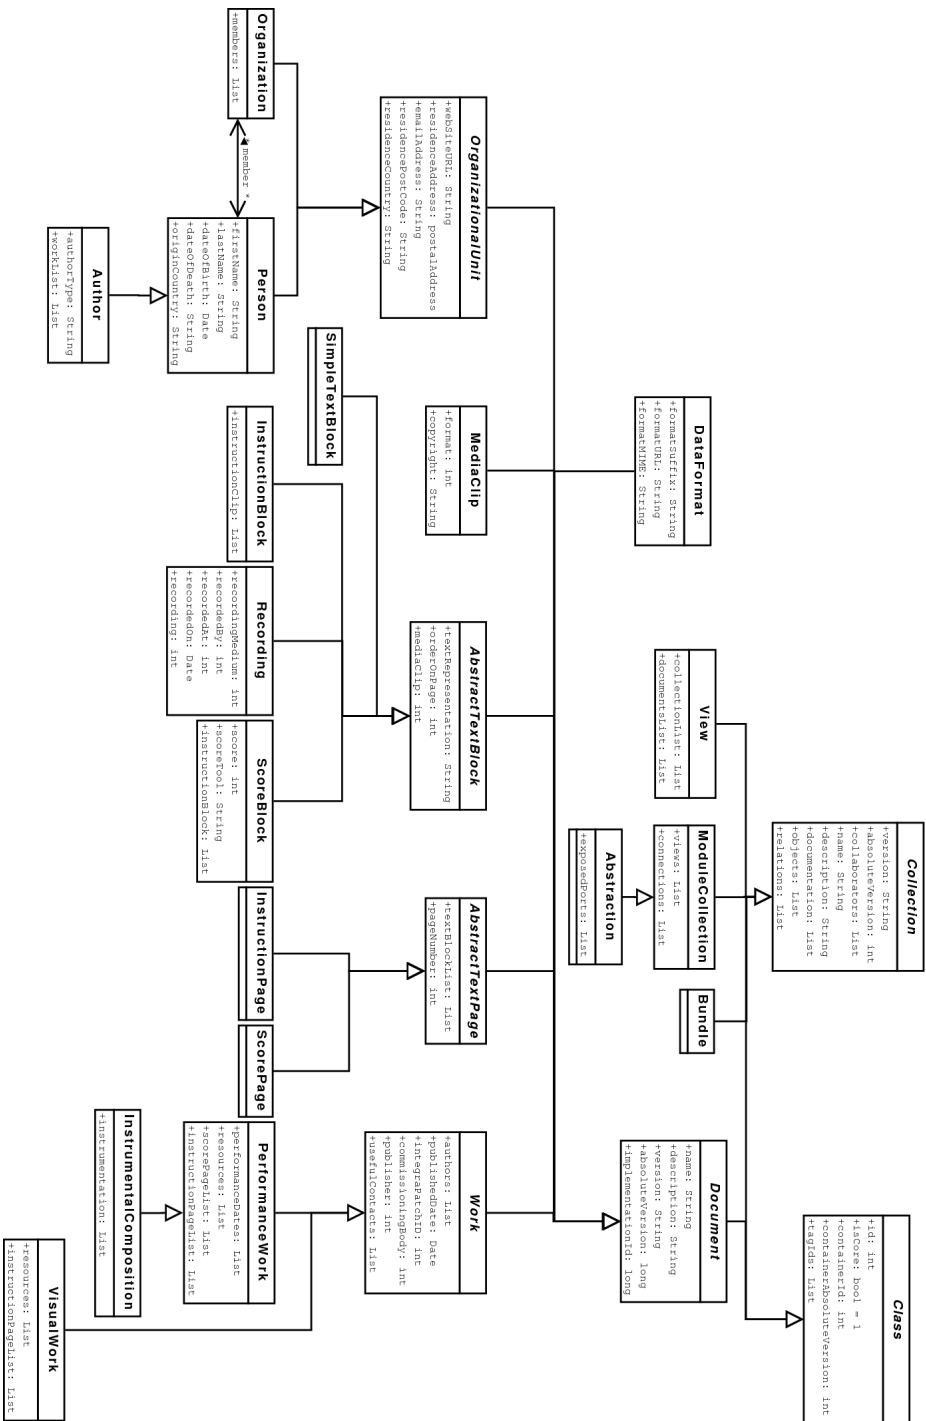 Class
+id: int
+isCore: bool = 1
+containerId: int
+containerAbsoluteVersion: int
+tagIds: List
Collection
+version: String
+absoluteVersion: int
+collaborators: List
+name: String
+description: String
+documentation: List
+objects: List
+relations: List
View
+collectionList: List
+documentsList: List
ModuleCollection
+views: List
+connections: List
Bundle
Abstraction
+exposedPorts: List
Document
+name: String
+description: String
+version: String
+absoluteVersion: long
+implementationId: long
DataFormat
+formatSuffix: String
+formatURL: String
+formatMIME: String
OrganizationalUnit
+webSiteURL: String
+residenceAddress: postalAddress
+emailAddress: String
+residencePostCode: String
+residenceCountry: String
MediaClip
+format: int
+copyright: String
AbstractTextBlock
+textRepresentation: String
+orderOnPage: int
+mediaClip: int
AbstractTextPage
+textBlockList: List
+pageNumber: int
Work
+authors: List
+publishedDate: Date
+integraPatchID: int
+commissioningBody: int
+publisher: int
+usefulContacts: List
SimpleTextBlock
Organization
+members: List
* member *
Person
+firstName: String
+lastName: String
+dateOfBirth: Date
+dateOfDeath: String
+originCountry: String
InstructionBlock
+instructionClip: List
Recording
+recordingMedium: int
+recordedBy: int
+recordedAt: int
+recordedOn: Date
+recording: int
ScoreBlock
+score: int
+scoreTool: String
+instructionBlock: List
InstructionPage
ScorePage
PerformanceWork
+performanceDates: List
+resources: List
+scorePageList: List
+instructionPageList: List
Author
+authorType: String
+workList: List
InstrumentalComposition
+instrumentation: List
VisualWork
+resources: List
+instructionPageList: List